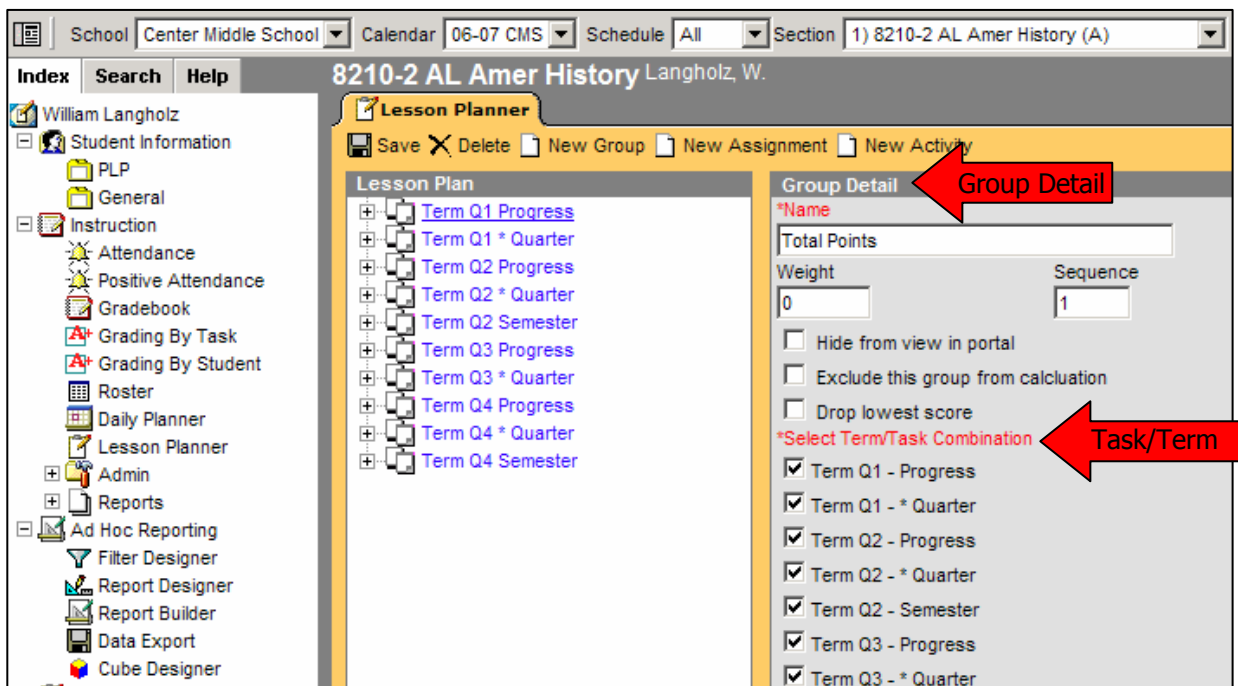 School Center Middle School Calendar 06-07 CMS Schedule All Section 1) 8210-2 AL Amer History (A)
Index Search Help
8210-2 AL Amer History Langholz, W.
William Langholz
Student Information
PLP
General
Instruction
Attendance
Positive Attendance
Gradebook
Grading By Task
Grading By Student
Roster
Daily Planner
Lesson Planner
Admin
Reports
Ad Hoc Reporting
Filter Designer
Report Designer
Report Builder
Data Export
Cube Designer
Lesson Planner
Save Delete New Group New Assignment New Activity
Lesson Plan
Term Q1 Progress
Term Q1 * Quarter
Term Q2 Progress
Term Q2 * Quarter
Term Q2 Semester
Term Q3 Progress
Term Q3 * Quarter
Term Q4 Progress
Term Q4 * Quarter
Term Q4 Semester
Group Detail
Group Detail
*Name
Total Points
Weight Sequence
0 1
Hide from view in portal
Exclude this group from calcluation
Drop lowest score
*Select Term/Task Combination
Task/Term
Term Q1 - Progress
Term Q1 - * Quarter
Term Q2 - Progress
Term Q2 - * Quarter
Term Q2 - Semester
Term Q3 - Progress
Term Q3 - * Quarter